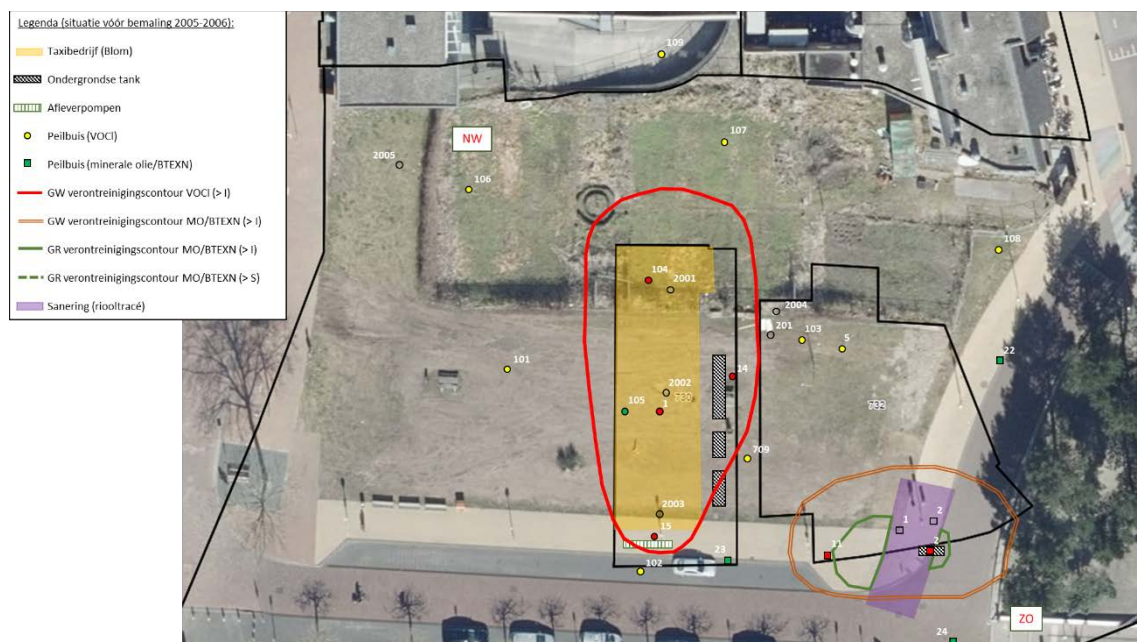 Legenda (situatie vóór bemaling 2005-2006):
Taxibedrijf (Blom)
Ondergrondse tank
Afleverpompen
Peilbuis (VOCl)
Peilbuis (minerale olie/BTEXN)
GW verontreinigingscontour VOCl (> I)
GW verontreinigingscontour MO/BTEXN (> I)
GR verontreinigingscontour MO/BTEXN (> I)
GR verontreinigingscontour MO/BTEXN (> S)
Sanering (riooltracé)
109
NW
107
2005
106
108
104
2001
2004
201
103
5
22
101
14
2002
105
1
730
732
709
2003
15
1
2
11
2
23
102
24
ZO